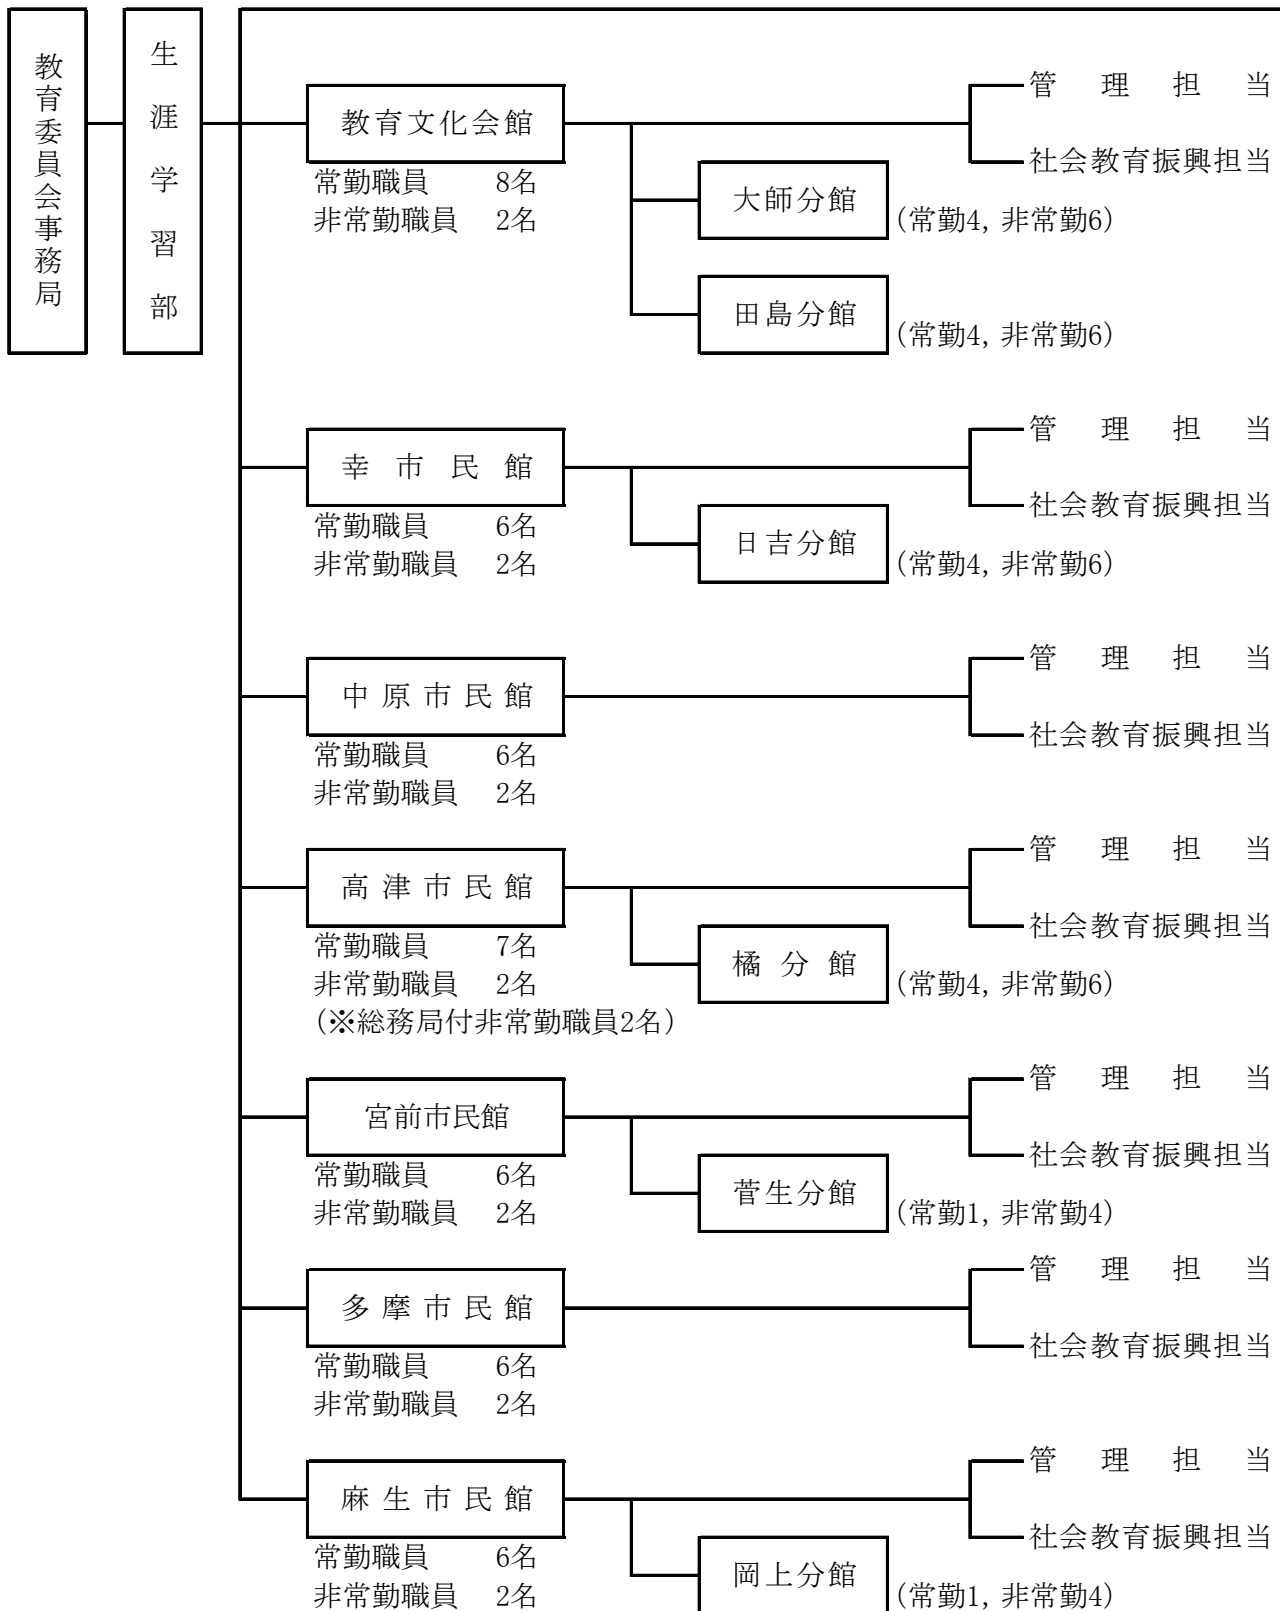 教育委員会事務局
生涯学習部
教育文化会館
常勤職員 8名
非常勤職員 2名
管理担当
社会教育振興担当
大師分館
(常勤4, 非常勤6)
田島分館
(常勤4, 非常勤6)
幸市民館
常勤職員 6名
非常勤職員 2名
管理担当
社会教育振興担当
日吉分館
(常勤4, 非常勤6)
中原市民館
常勤職員 6名
非常勤職員 2名
管理担当
社会教育振興担当
高津市民館
常勤職員 7名
非常勤職員 2名
(※総務局付非常勤職員2名)
管理担当
社会教育振興担当
橘分館
(常勤4, 非常勤6)
宮前市民館
常勤職員 6名
非常勤職員 2名
管理担当
社会教育振興担当
菅生分館
(常勤1, 非常勤4)
多摩市民館
常勤職員 6名
非常勤職員 2名
管理担当
社会教育振興担当
麻生市民館
常勤職員 6名
非常勤職員 2名
管理担当
社会教育振興担当
岡上分館
(常勤1, 非常勤4)